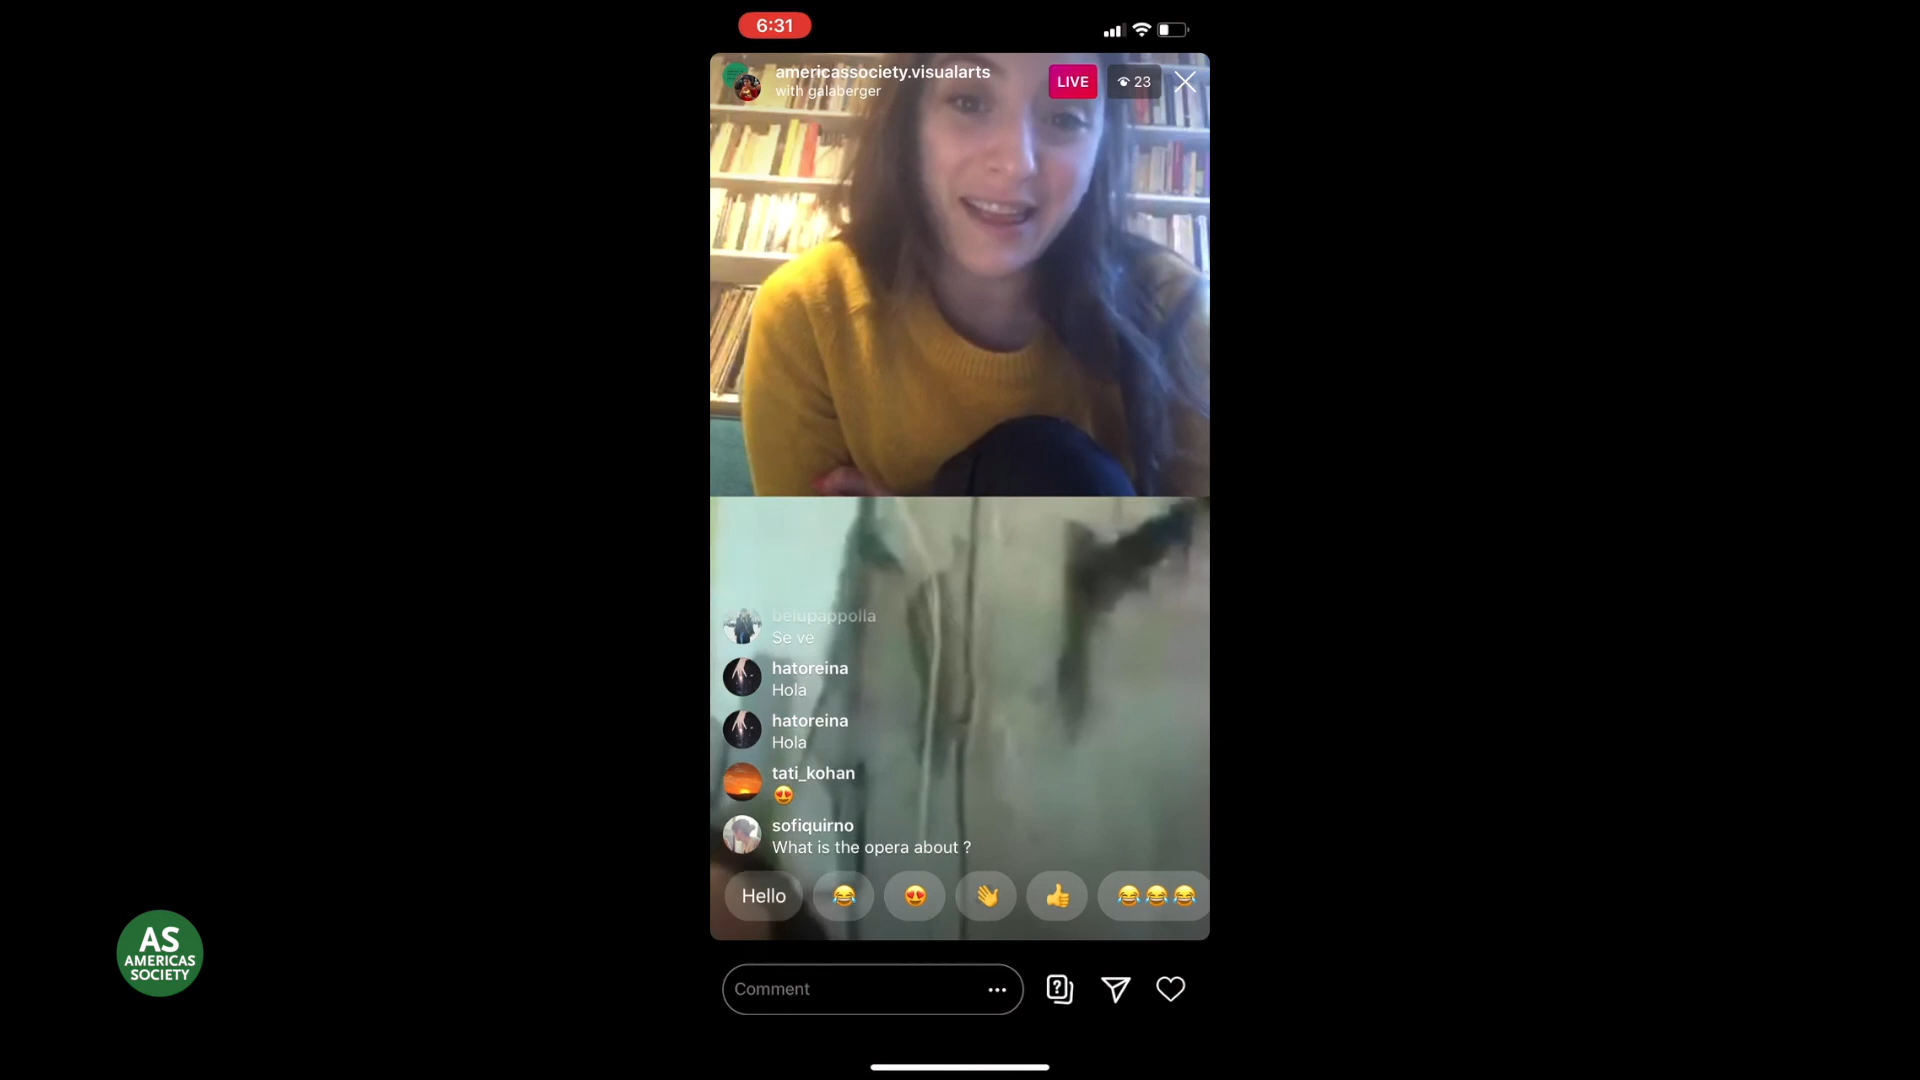 6:31
americassociety.visualarts
with galaberger
LIVE
23
belupappolla
Se ve
hatoreina
Hola
hatoreina
Hola
tati_kohan
sofiquirno
What is the opera about ?
Hello
Comment
AS
AMERICAS
SOCIETY